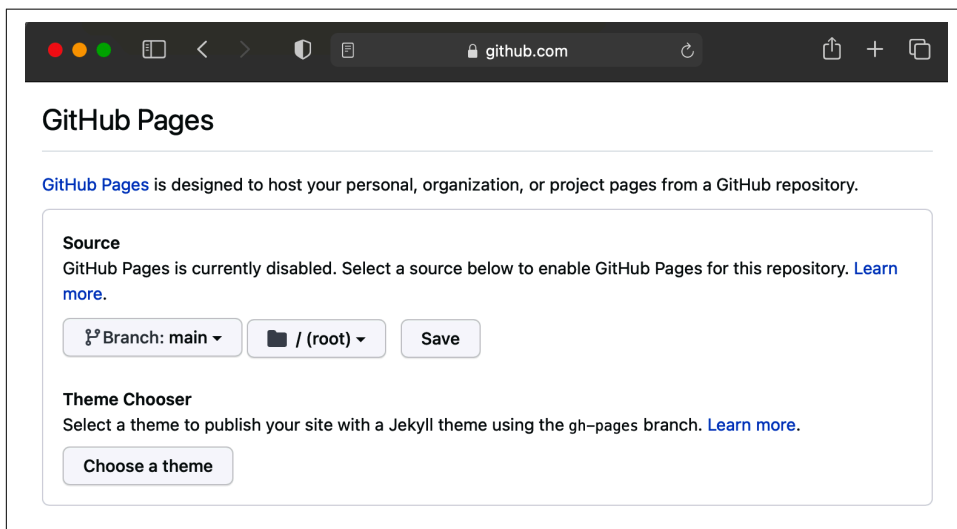 github.com
GitHub Pages
GitHub Pages is designed to host your personal, organization, or project pages from a GitHub repository.
Source
GitHub Pages is currently disabled. Select a source below to enable GitHub Pages for this repository. Learn
more.
Branch: main / (root) Save
Theme Chooser
Select a theme to publish your site with a Jekyll theme using the gh-pages branch. Learn more.
Choose a theme